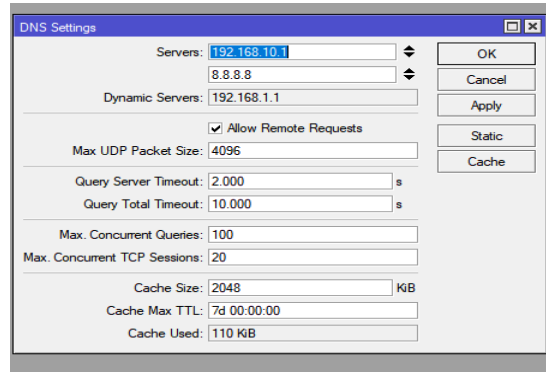 DNS Settings
Servers: 192.168.10.1
8.8.8.8
Dynamic Servers: 192.168.1.1
Allow Remote Requests
Max UDP Packet Size: 4096
Query Server Timeout: 2.000 s
Query Total Timeout: 10.000 s
Max. Concurrent Queries: 100
Max. Concurrent TCP Sessions: 20
Cache Size: 2048 KiB
Cache Max TTL: 7d 00:00:00
Cache Used: 110 KiB
OK
Cancel
Apply
Static
Cache